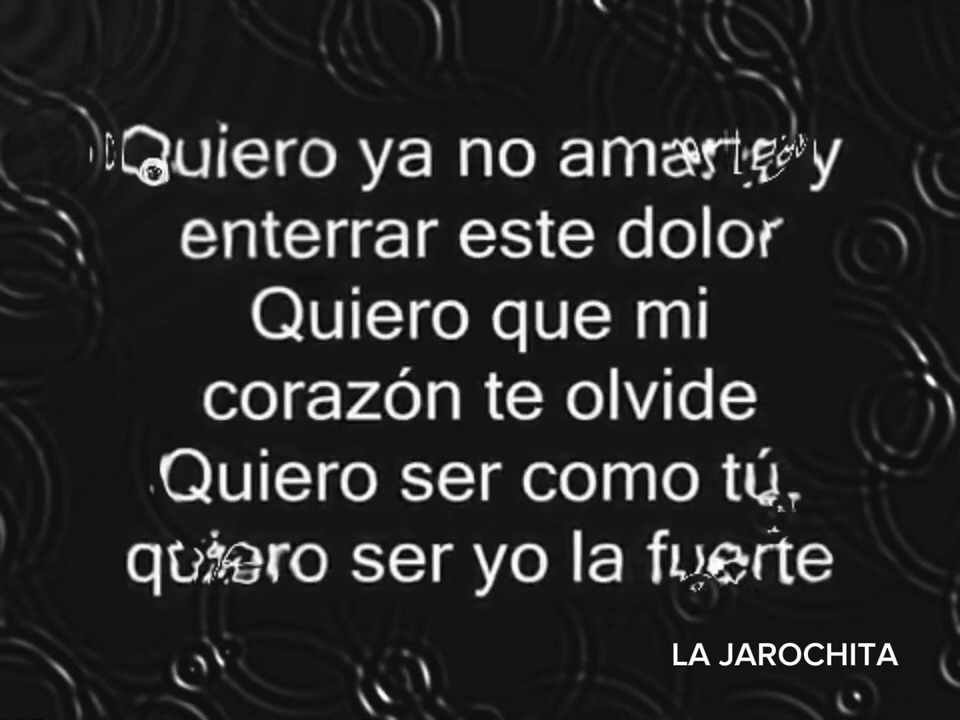 Quiero ya no amarte y
enterrar este dolor
Quiero que mi
corazón te olvide
Quiero ser como tú,
quiero ser yo la fuerte
LA JAROCHITA